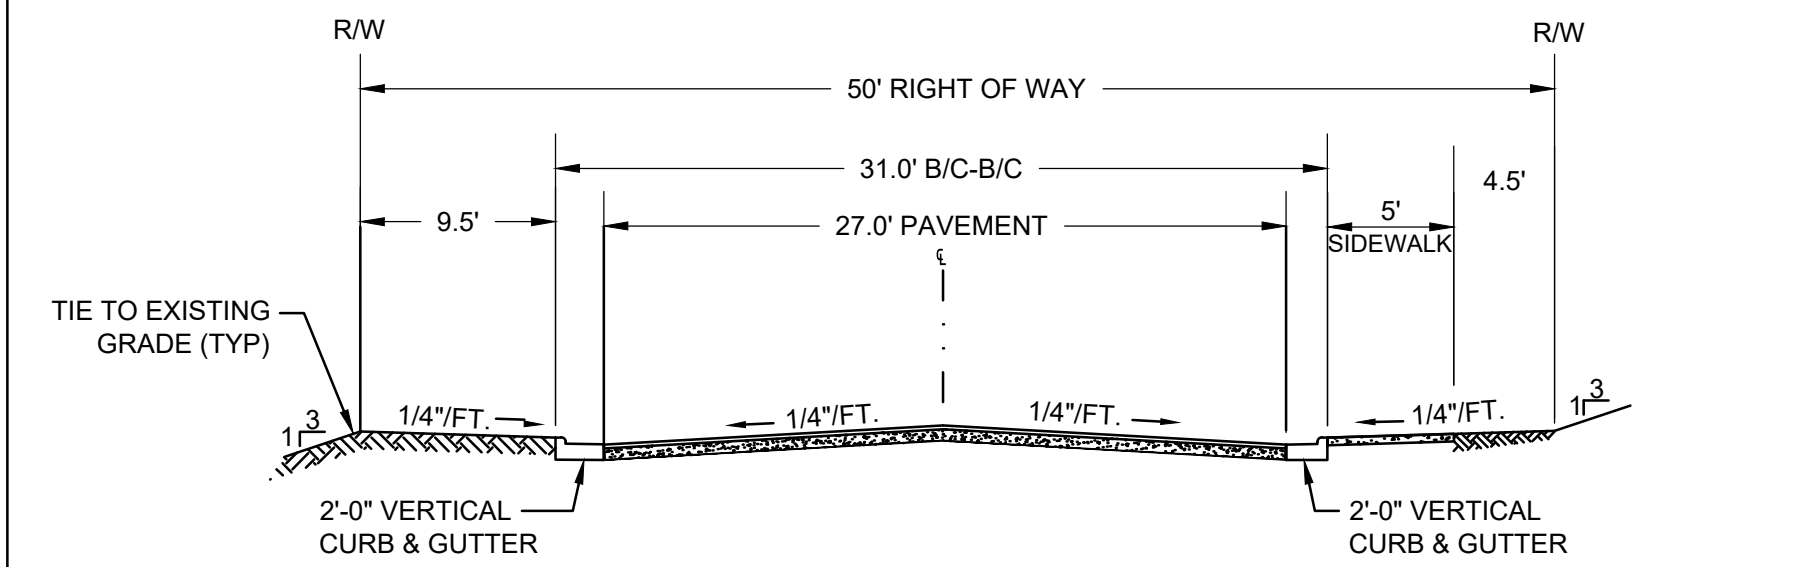 R/W
R/W
50' RIGHT OF WAY
31.0' B/C-B/C
4.5'
9.5'
27.0' PAVEMENT
5'
SIDEWALK
℄
TIE TO EXISTING
GRADE (TYP)
1
3
1/4"/FT.
1/4"/FT.
1/4"/FT.
1/4"/FT.
1
3
2'-0" VERTICAL
CURB & GUTTER
2'-0" VERTICAL
CURB & GUTTER